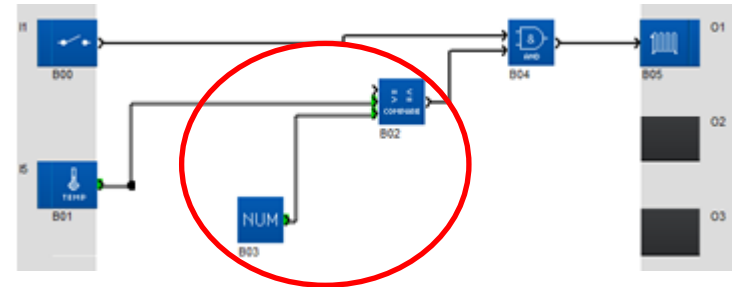 I1
B00
I5
TEMP
B01
NUM
B03
COMPARE
B02
&
AND
B04
B05
O1
O2
O3